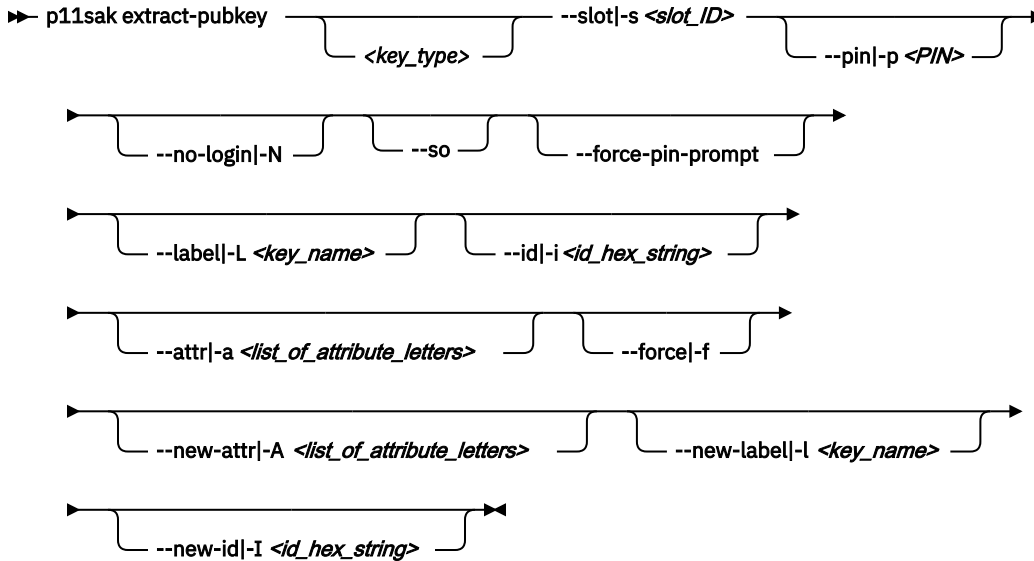 p11sak extract-pubkey --slot|-s <slot_ID>
<key_type> --pin|-p <PIN>
--no-login|-N --so --force-pin-prompt
--label|-L <key_name> --id|-i <id_hex_string>
--attr|-a <list_of_attribute_letters> --force|-f
--new-attr|-A <list_of_attribute_letters> --new-label|-l <key_name>
--new-id|-I <id_hex_string>